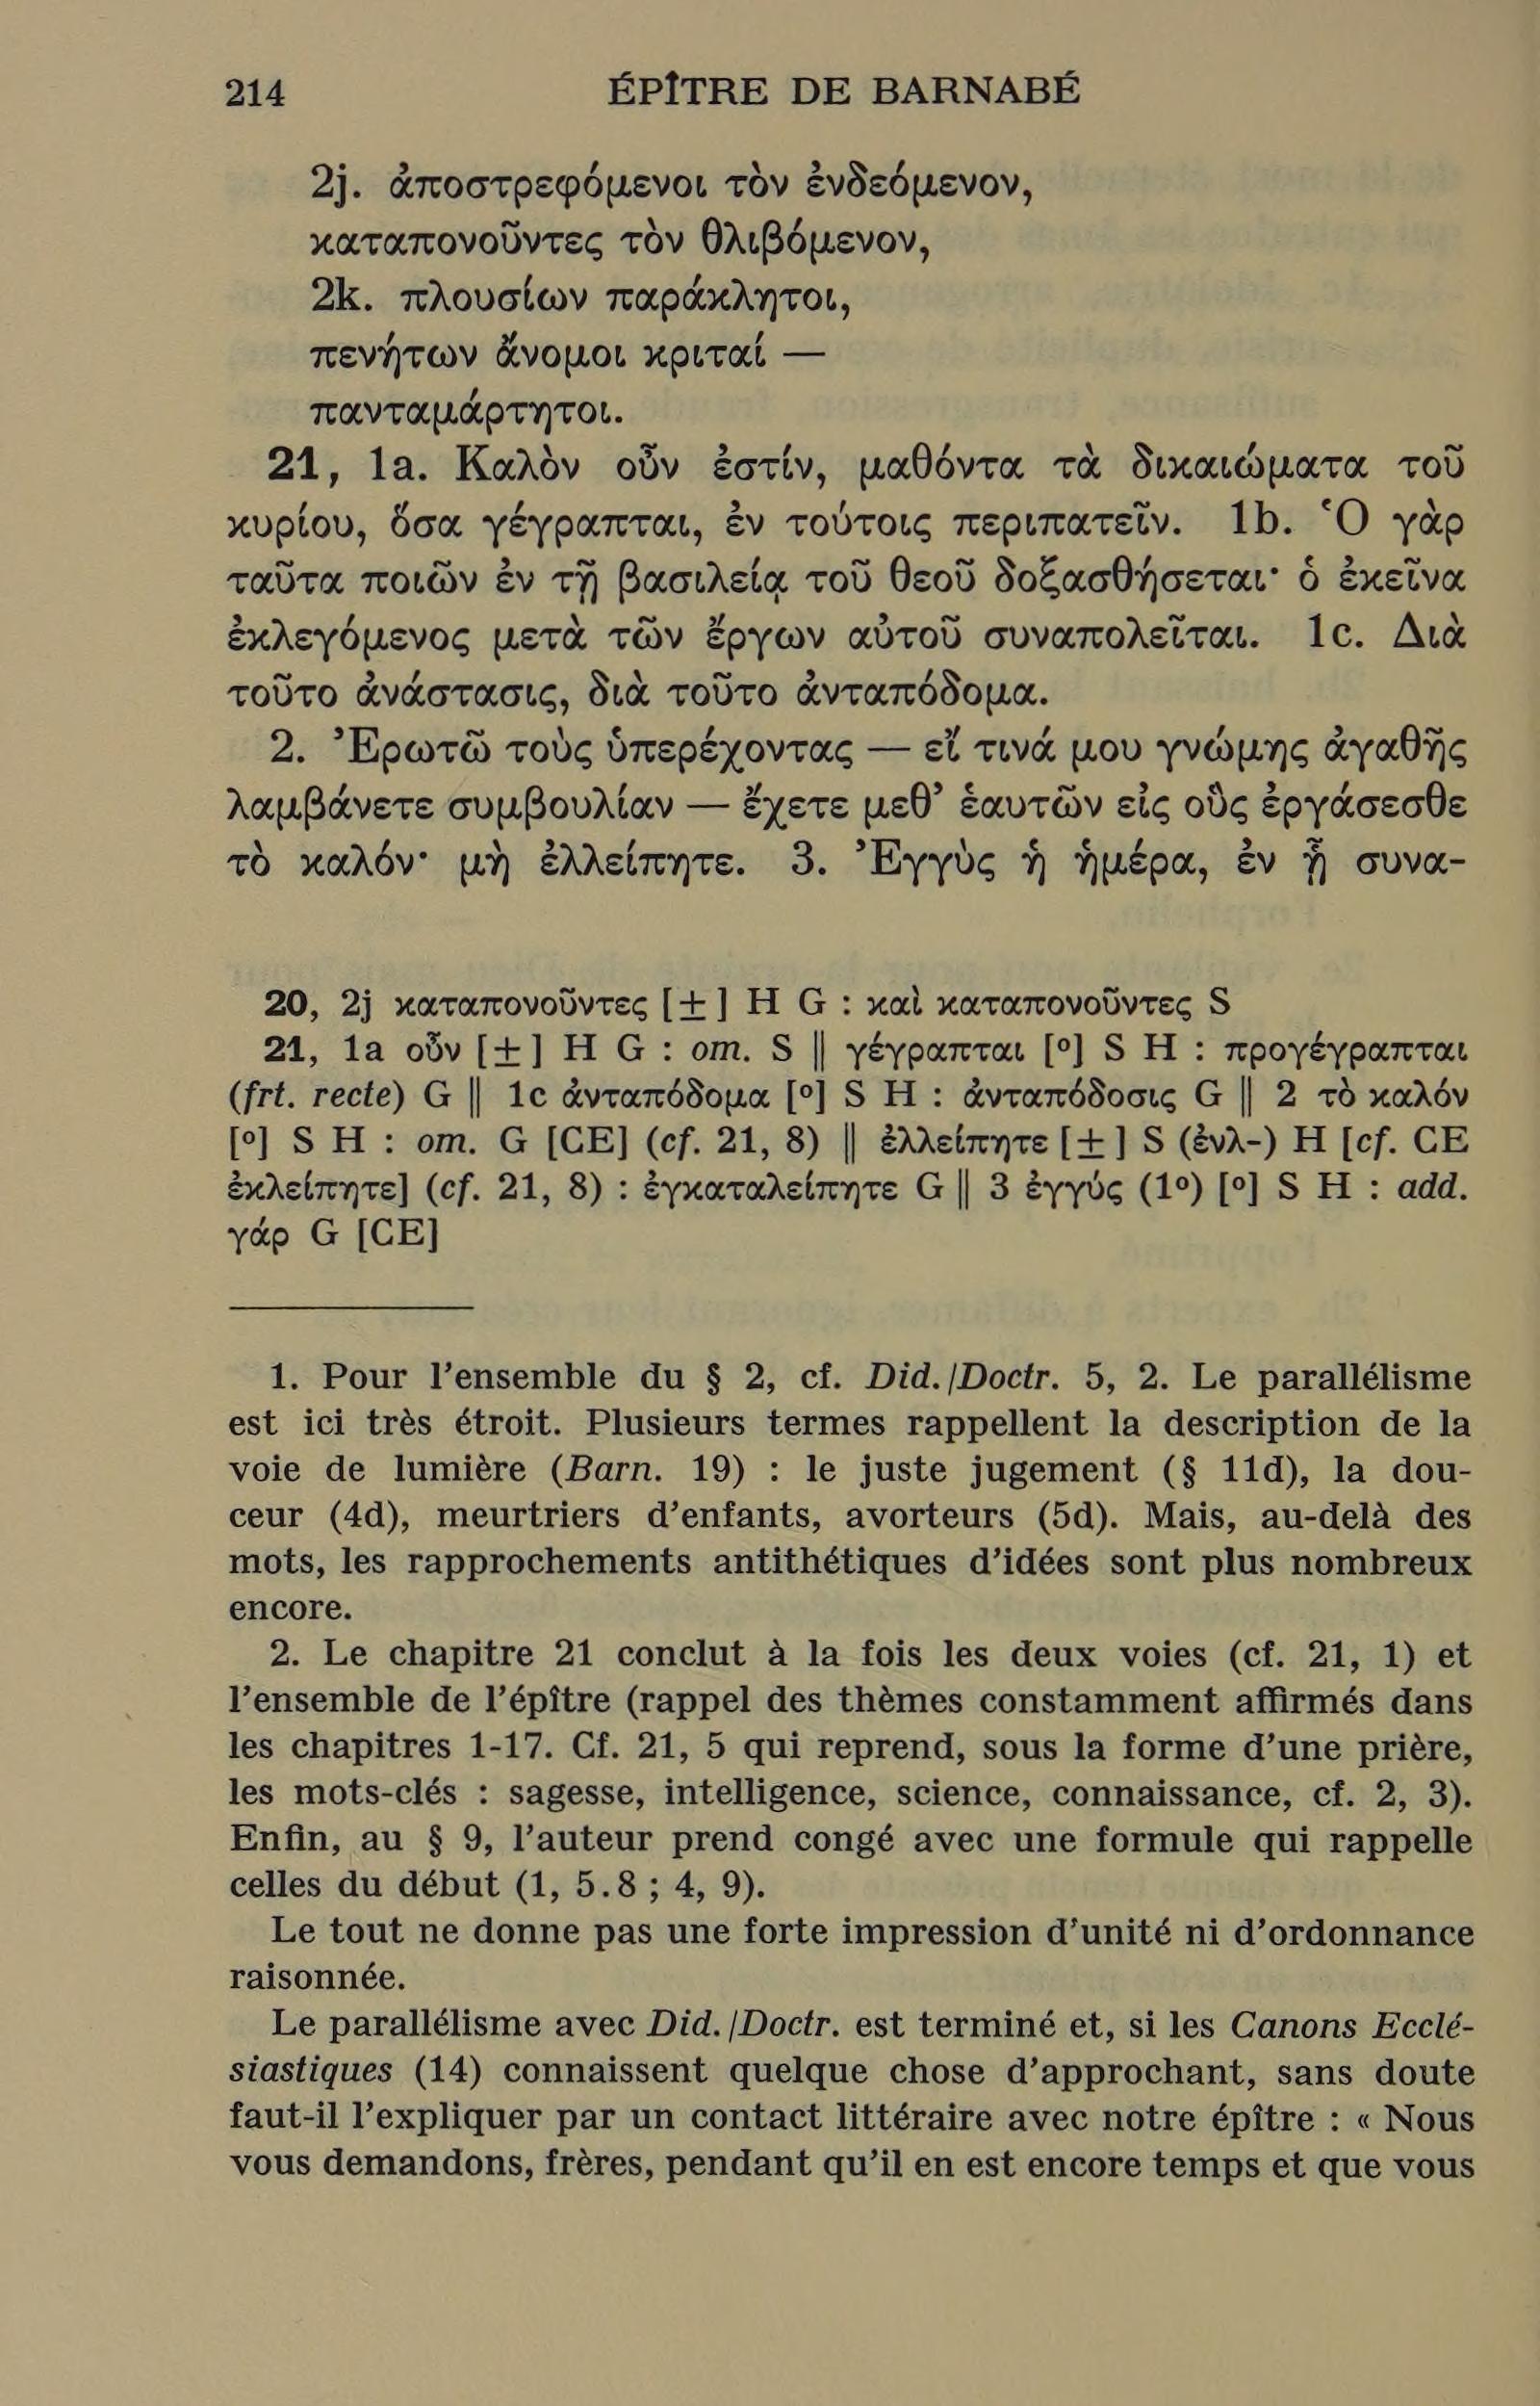 214 ÉPÎTRE DE BARNABÉ
2j. ἀποστρεφόμενοι τὸν ἐνδεόμενον,
καταπονοῦντες τὸν θλιβόμενον,
2k. πλουσίων παράκλητοι,
πενήτων ἄνομοι κριταί —
πανταμάρτητοι.
21, 1a. Καλὸν οὖν ἐστίν, μαθόντα τὰ δικαιώματα τοῦ
κυρίου, ὅσα γέγραπται, ἐν τούτοις περιπατεῖν. 1b. Ὁ γὰρ
ταῦτα ποιῶν ἐν τῇ βασιλείᾳ τοῦ θεοῦ δοξασθήσεται· ὁ ἐκεῖνα
ἐκλεγόμενος μετὰ τῶν ἔργων αὐτοῦ συναπολεῖται. 1c. Διὰ
τοῦτο ἀνάστασις, διὰ τοῦτο ἀνταπόδομα.
2. Ἐρωτῶ τοὺς ὑπερέχοντας — εἴ τινά μου γνώμης ἀγαθῆς
λαμβάνετε συμβουλίαν — ἔχετε μεθ’ ἑαυτῶν εἰς οὓς ἐργάσεσθε
τὸ καλόν· μὴ ἐλλείπητε. 3. Ἐγγὺς ἡ ἡμέρα, ἐν ᾗ συνα-
20, 2j καταπονοῦντες [±] H G : καὶ καταπονοῦντες S
21, 1a οὖν [±] H G : om. S || γέγραπται [º] S H : προγέγραπται
(frt. recte) G || 1c ἀνταπόδομα [º] S H : ἀνταπόδοσις G || 2 τὸ καλόν
[º] S H : om. G [CE] (cf. 21, 8) || ἐλλείπητε [±] S (ἐνλ-) H [cf. CE
ἐκλείπητε] (cf. 21, 8) : ἐγκαταλείπητε G || 3 ἐγγύς (1º) [º] S H : add.
γάρ G [CE]
1. Pour l’ensemble du § 2, cf. Did./Doctr. 5, 2. Le parallélisme
est ici très étroit. Plusieurs termes rappellent la description de la
voie de lumière (Barn. 19) : le juste jugement (§ 11d), la dou-
ceur (4d), meurtriers d’enfants, avorteurs (5d). Mais, au-delà des
mots, les rapprochements antithétiques d’idées sont plus nombreux
encore.
2. Le chapitre 21 conclut à la fois les deux voies (cf. 21, 1) et
l’ensemble de l’épître (rappel des thèmes constamment affirmés dans
les chapitres 1-17. Cf. 21, 5 qui reprend, sous la forme d’une prière,
les mots-clés : sagesse, intelligence, science, connaissance, cf. 2, 3).
Enfin, au § 9, l’auteur prend congé avec une formule qui rappelle
celles du début (1, 5.8 ; 4, 9).
Le tout ne donne pas une forte impression d’unité ni d’ordonnance
raisonnée.
Le parallélisme avec Did./Doctr. est terminé et, si les Canons Ecclé-
siastiques (14) connaissent quelque chose d’approchant, sans doute
faut-il l’expliquer par un contact littéraire avec notre épître : « Nous
vous demandons, frères, pendant qu’il en est encore temps et que vous